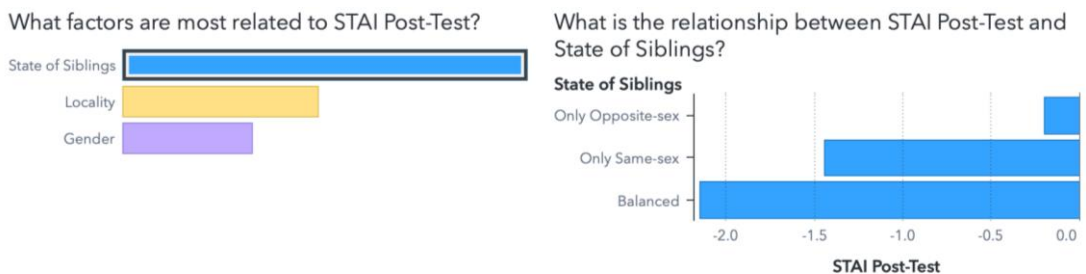 What factors are most related to STAI Post-Test?
State of Siblings
Locality
Gender
What is the relationship between STAI Post-Test and
State of Siblings?
State of Siblings
Only Opposite-sex
Only Same-sex
Balanced
-2.0 -1.5 -1.0 -0.5 0.0
STAI Post-Test